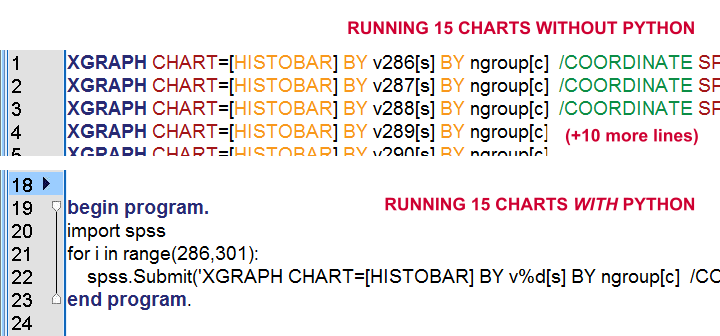 RUNNING 15 CHARTS WITHOUT PYTHON
1 XGRAPH CHART=[HISTOBAR] BY v286[s] BY ngroup[c] /COORDINATE SP
2 XGRAPH CHART=[HISTOBAR] BY v287[s] BY ngroup[c] /COORDINATE SP
3 XGRAPH CHART=[HISTOBAR] BY v288[s] BY ngroup[c] /COORDINATE SP
4 XGRAPH CHART=[HISTOBAR] BY v289[s] BY ngroup[c]
(+10 more lines)
5 XGRAPH CHART=[HISTOBAR] BY v290[s] BY ngroup[c]
18
RUNNING 15 CHARTS WITH PYTHON
19 begin program.
20 import spss
21 for i in range(286,301):
22 spss.Submit('XGRAPH CHART=[HISTOBAR] BY v%d[s] BY ngroup[c] /CO
23 end program.
24